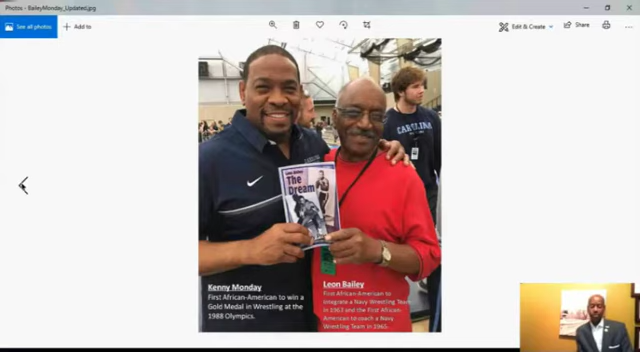 Photos - BaileyMonday_Updated.jpg
See all photos
Add to
Edit & Create
Share
CAROLINA
The
Dream
Kenny Monday
First African-American to win a
Gold Medal in Wrestling at the
1988 Olympics.
Leon Bailey
First African-American to
integrate a Navy Wrestling Team
in 1963 and the First African-
American to coach a Navy
Wrestling Team in 1965.